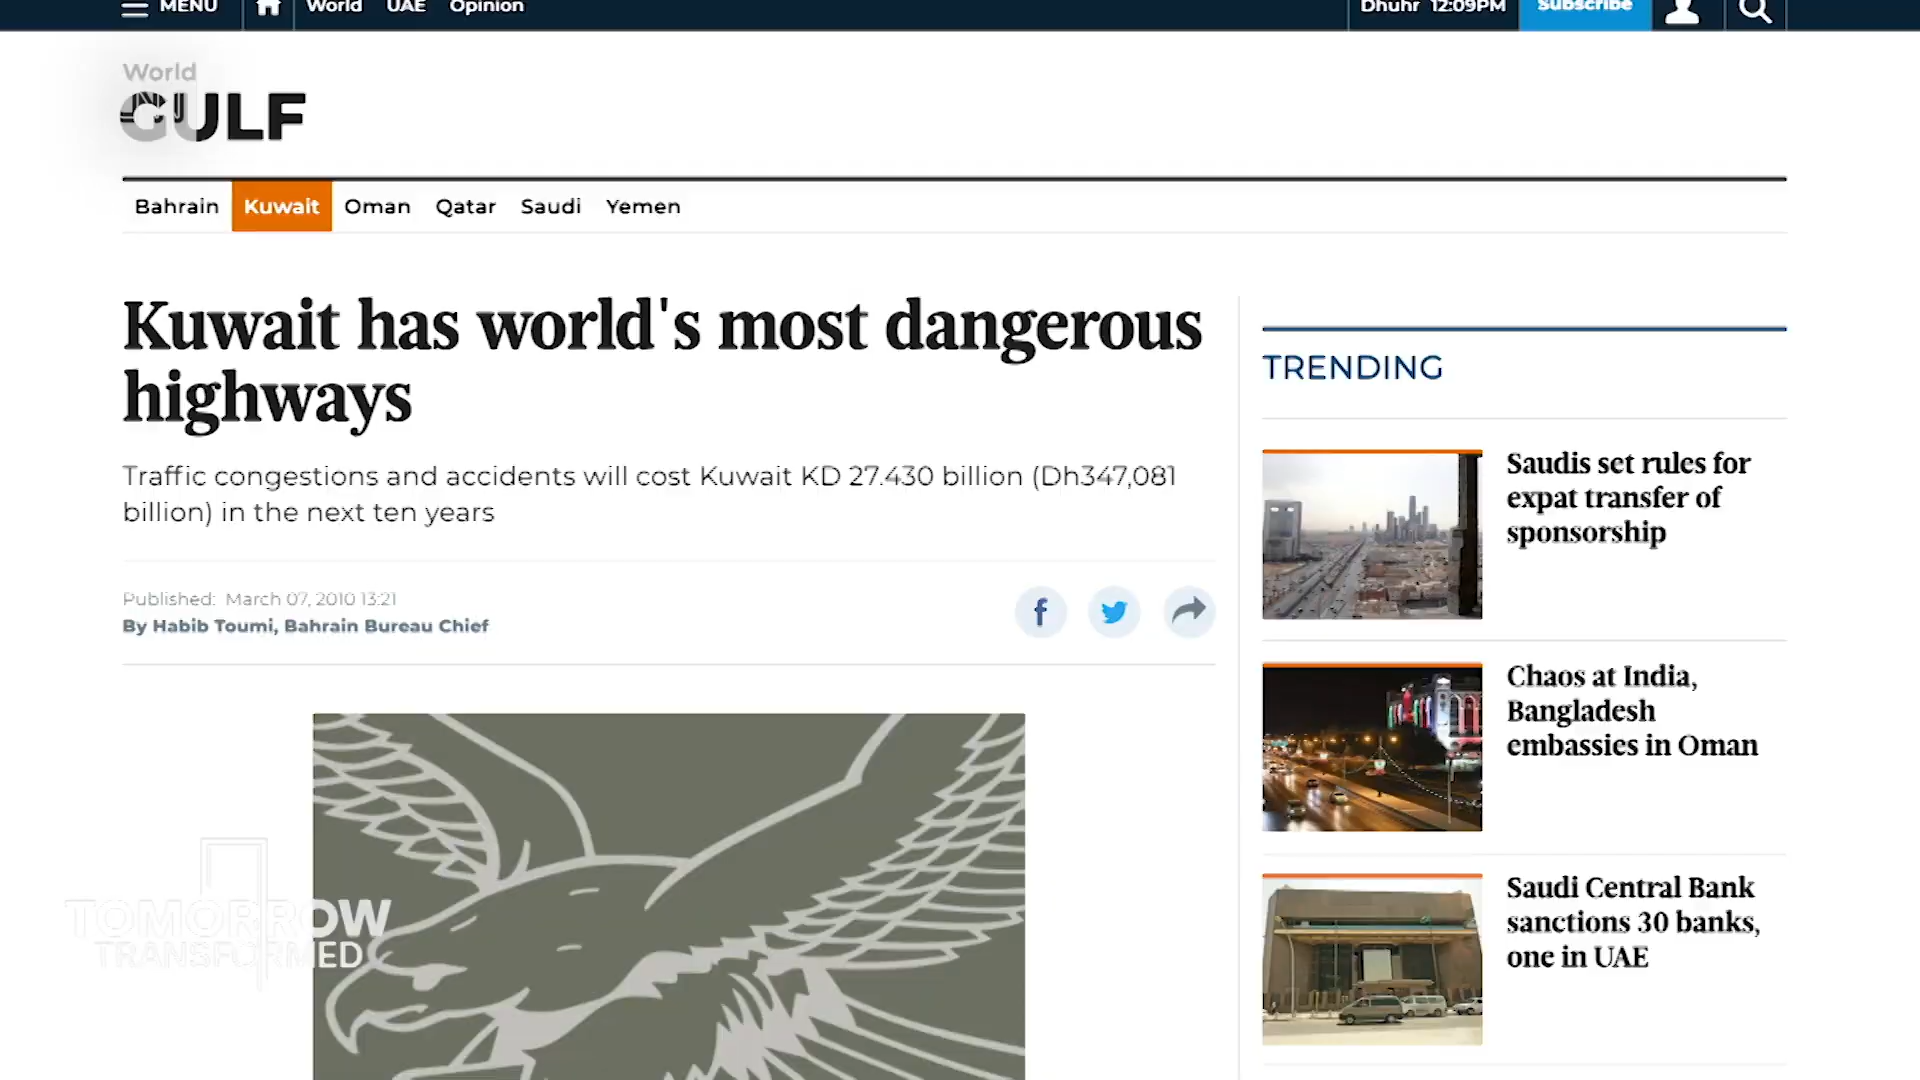 MENU
World
UAE
Opinion
Dhuhr 12:09PM
Subscribe
World
GULF
Bahrain
Kuwait
Oman
Qatar
Saudi
Yemen
Kuwait has world's most dangerous
highways
Traffic congestions and accidents will cost Kuwait KD 27.430 billion (Dh347,081
billion) in the next ten years
Published: March 07, 2010 13:21
By Habib Toumi, Bahrain Bureau Chief
TRENDING
Saudis set rules for
expat transfer of
sponsorship
Chaos at India,
Bangladesh
embassies in Oman
Saudi Central Bank
sanctions 30 banks,
one in UAE
TOMORROW
TRANSFORMED